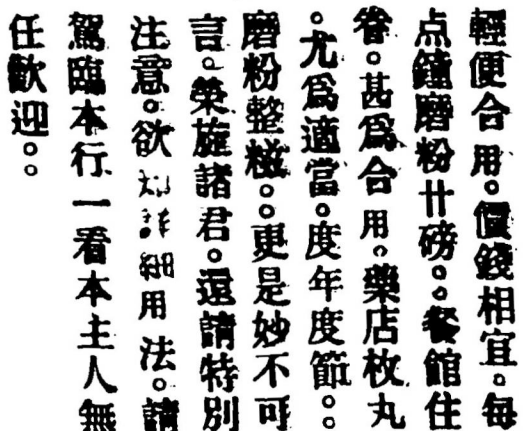 輕便合用。價錢相宜。每
点鐘磨粉廿磅。。餐館住
眷。甚爲合用。藥店枚丸
。尤爲適當。度年度節。。
磨粉整糍。。更是妙不可
言。榮旋諸君。還請特別
注意。欲知詳細用法。請
駕臨本行一看本主人無
任歡迎。。